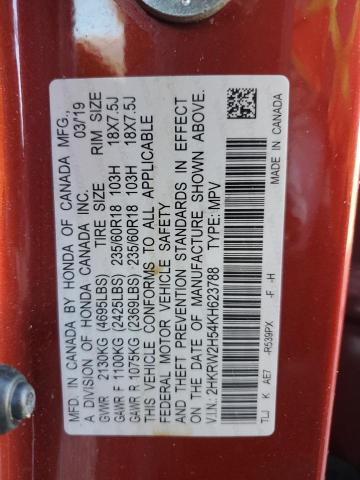 MFD. IN CANADA BY HONDA OF CANADA MFG.,
A DIVISION OF HONDA CANADA INC. 03/19
TIRE SIZE RIM SIZE
GVWR 2130KG (4695LBS)
GAWR F 1100KG (2425LBS) 235/60R18 103H 18X7.5J
GAWR R 1075KG (2369LBS) 235/60R18 103H 18X7.5J
THIS VEHICLE CONFORMS TO ALL APPLICABLE
FEDERAL MOTOR VEHICLE SAFETY
AND THEFT PREVENTION STANDARDS IN EFFECT
ON THE DATE OF MANUFACTURE SHOWN ABOVE.
V.I.N.: 2HKRW2H54KH623788 TYPE: MPV
MADE IN CANADA
TLJ K AE7 -R539PX -F -H